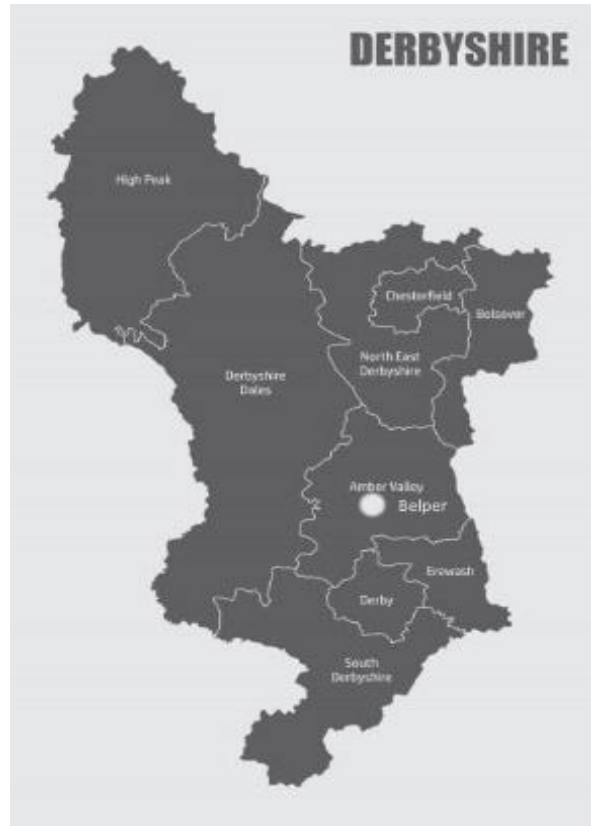 DERBYSHIRE
High Peak
Chesterfield
Bolsover
North East
Derbyshire
Derbyshire
Dales
Amber Valley
Belper
Erewash
Derby
South
Derbyshire